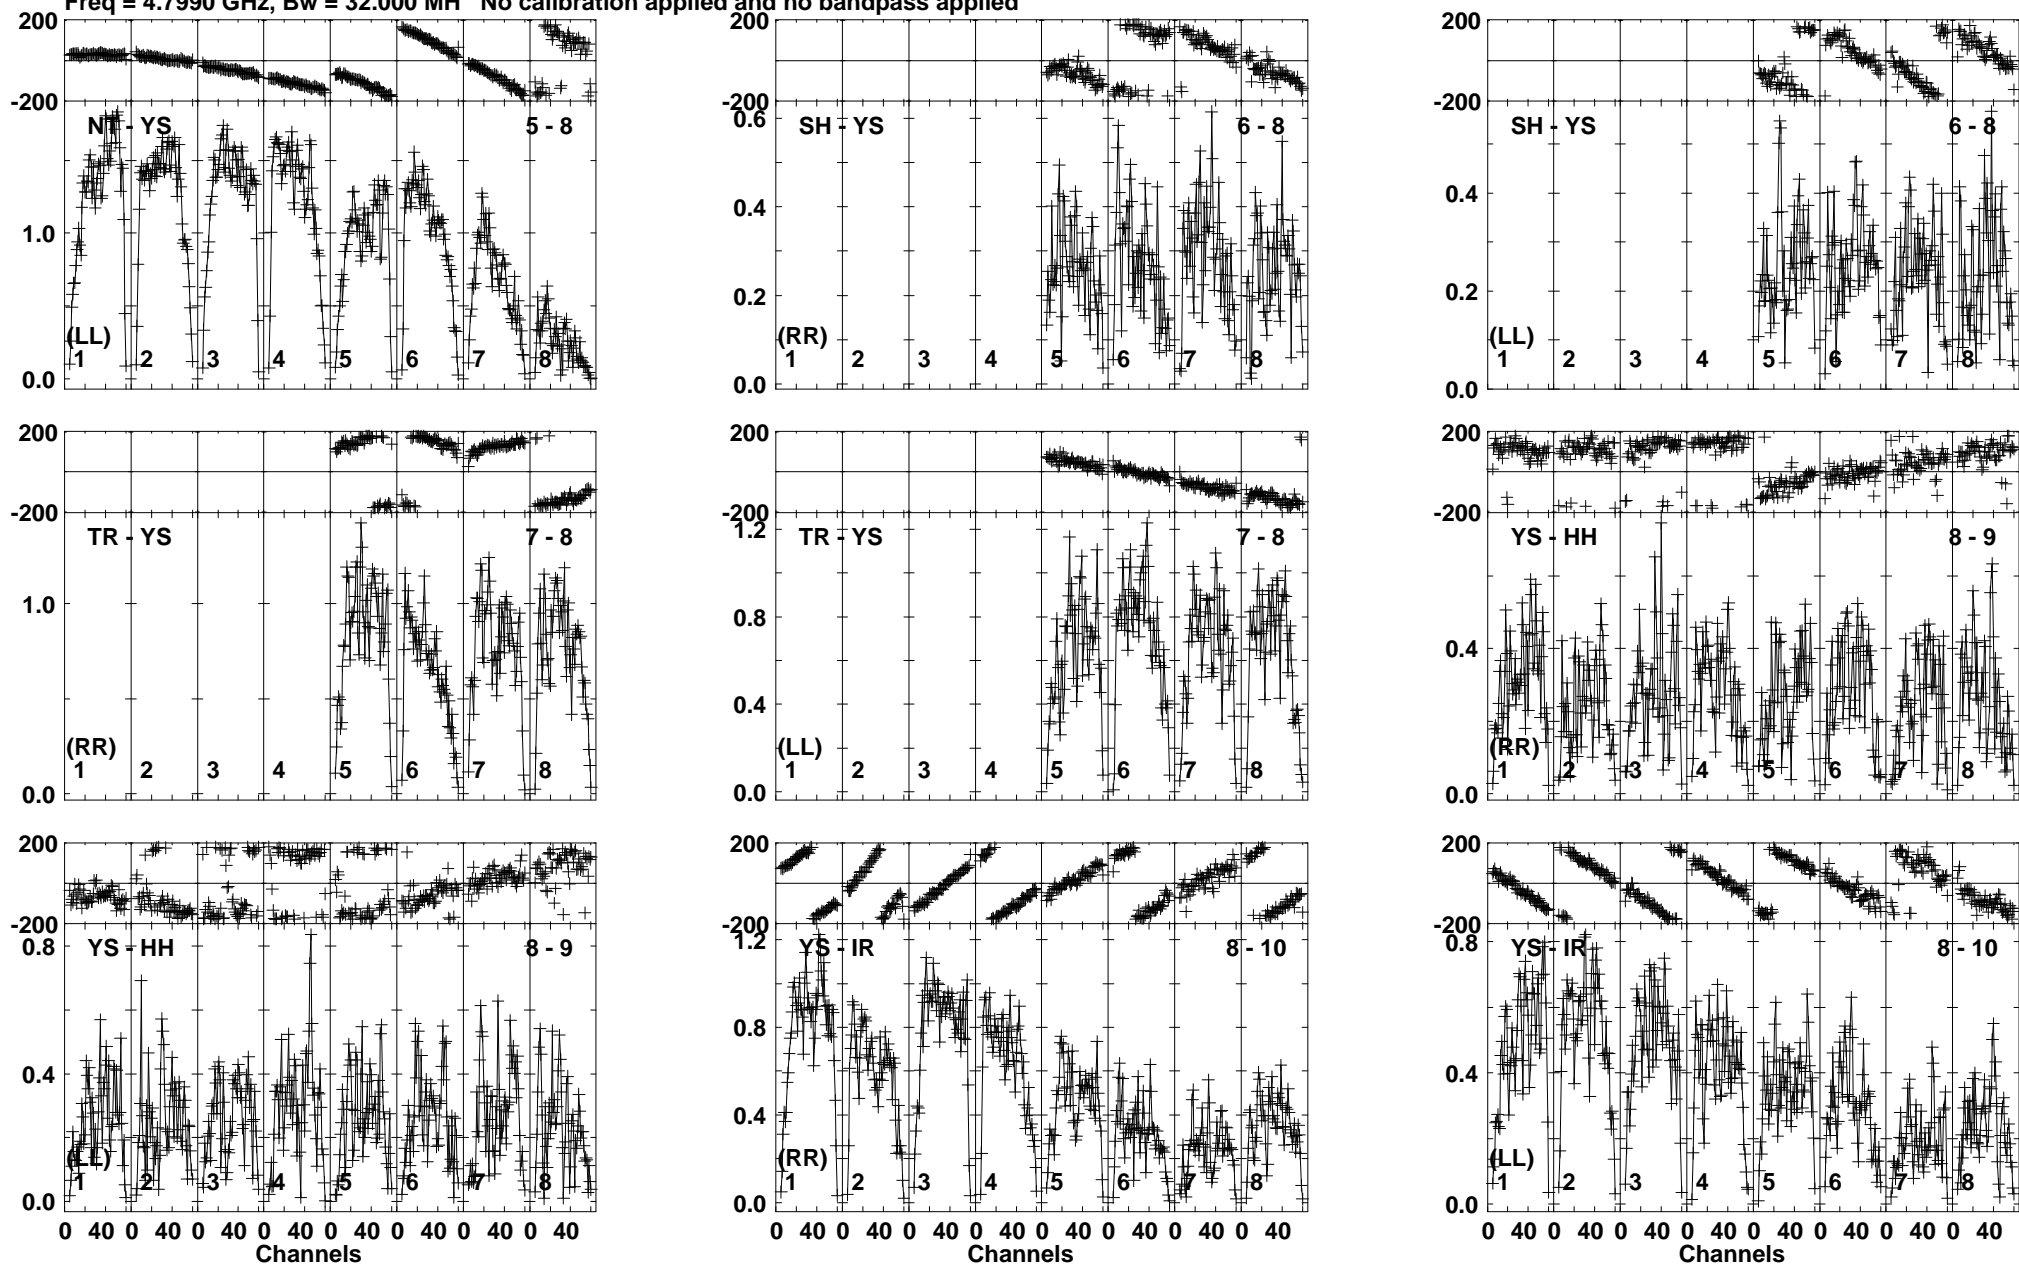 Freq = 4.7990 GHz, Bw = 32.000 MH No calibration applied and no bandpass applied
200 200 200
-200 -200 -200
NT - YS 5 - 8 0.6 SH - YS 6 - 8 SH - YS 6 - 8
0.4 0.4
1.0
0.2 0.2
(LL) (RR) (LL)
1 2 3 4 5 6 7 8 1 2 3 4 5 6 7 8 1 2 3 4 5 6 7 8
0.0 0.0 0.0
200 200 200
-200 -200 -200
TR - YS 7 - 8 1.2 TR - YS 7 - 8 YS - HH 8 - 9
1.0 0.8 0.4
0.4
(RR) (LL) (RR)
1 2 3 4 5 6 7 8 1 2 3 4 5 6 7 8 1 2 3 4 5 6 7 8
0.0 0.0 0.0
200 200 200
-200 -200 -200
0.8 YS - HH 8 - 9 1.2 YS - IR 8 - 10 0.8 YS - IR 8 - 10
0.8
0.4 0.4 0.4
(LL) (RR) (LL)
1 2 3 4 5 6 7 8 1 2 3 4 5 6 7 8 1 2 3 4 5 6 7 8
0.0 0.0 0.0
0 40 0 40 0 40 0 40 0 40 0 40 0 40 0 40 0 40 0 40 0 40 0 40 0 40 0 40 0 40 0 40 0 40 0 40 0 40 0 40 0 40 0 40 0 40 0 40
Channels Channels Channels